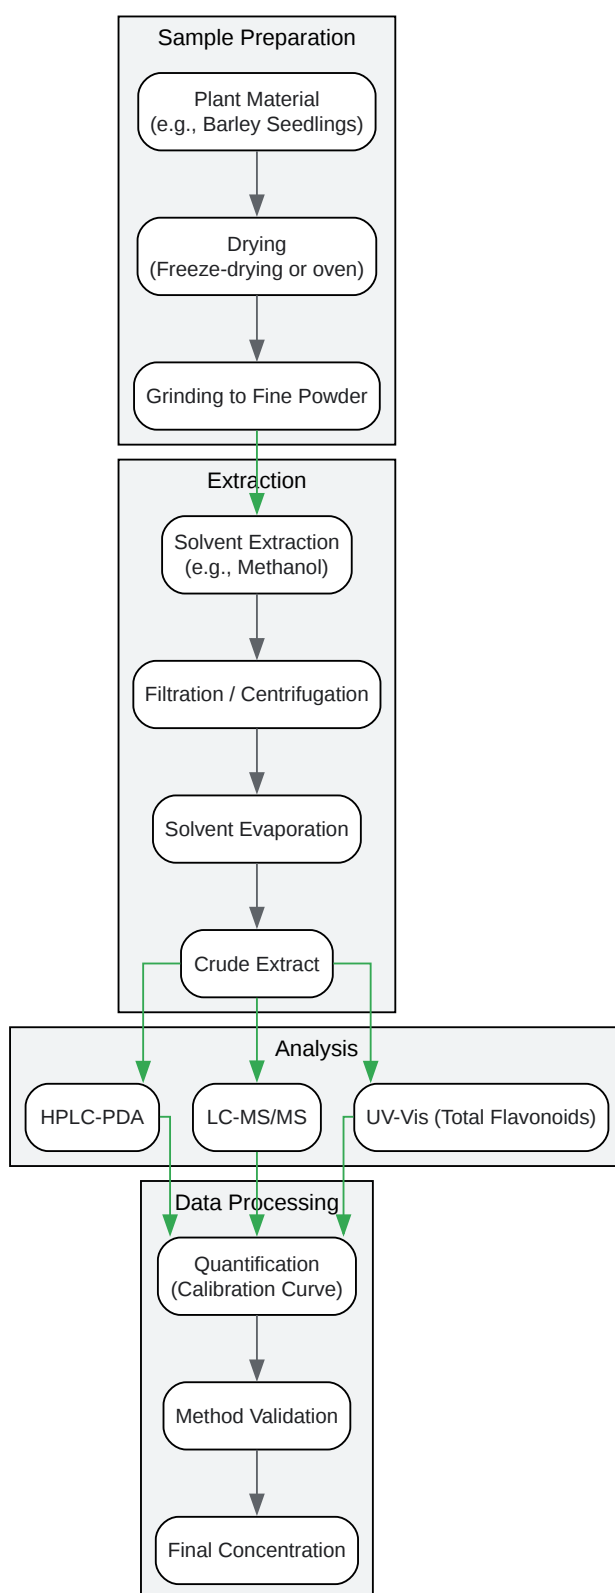 Sample Preparation
Plant Material
(e.g., Barley Seedlings)
Drying
(Freeze-drying or oven)
Grinding to Fine Powder
Extraction
Solvent Extraction
(e.g., Methanol)
Filtration / Centrifugation
Solvent Evaporation
Crude Extract
Analysis
HPLC-PDA
LC-MS/MS
UV-Vis (Total Flavonoids)
Data Processing
Quantification
(Calibration Curve)
Method Validation
Final Concentration